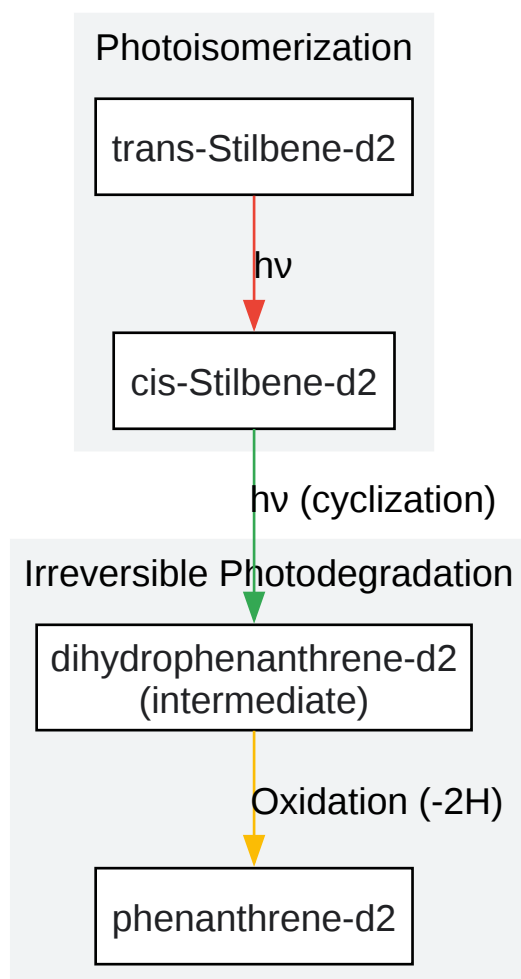 Photoisomerization
trans-Stilbene-d2
hν
cis-Stilbene-d2
hν (cyclization)
Irreversible Photodegradation
dihydrophenanthrene-d2
(intermediate)
Oxidation (-2H)
phenanthrene-d2